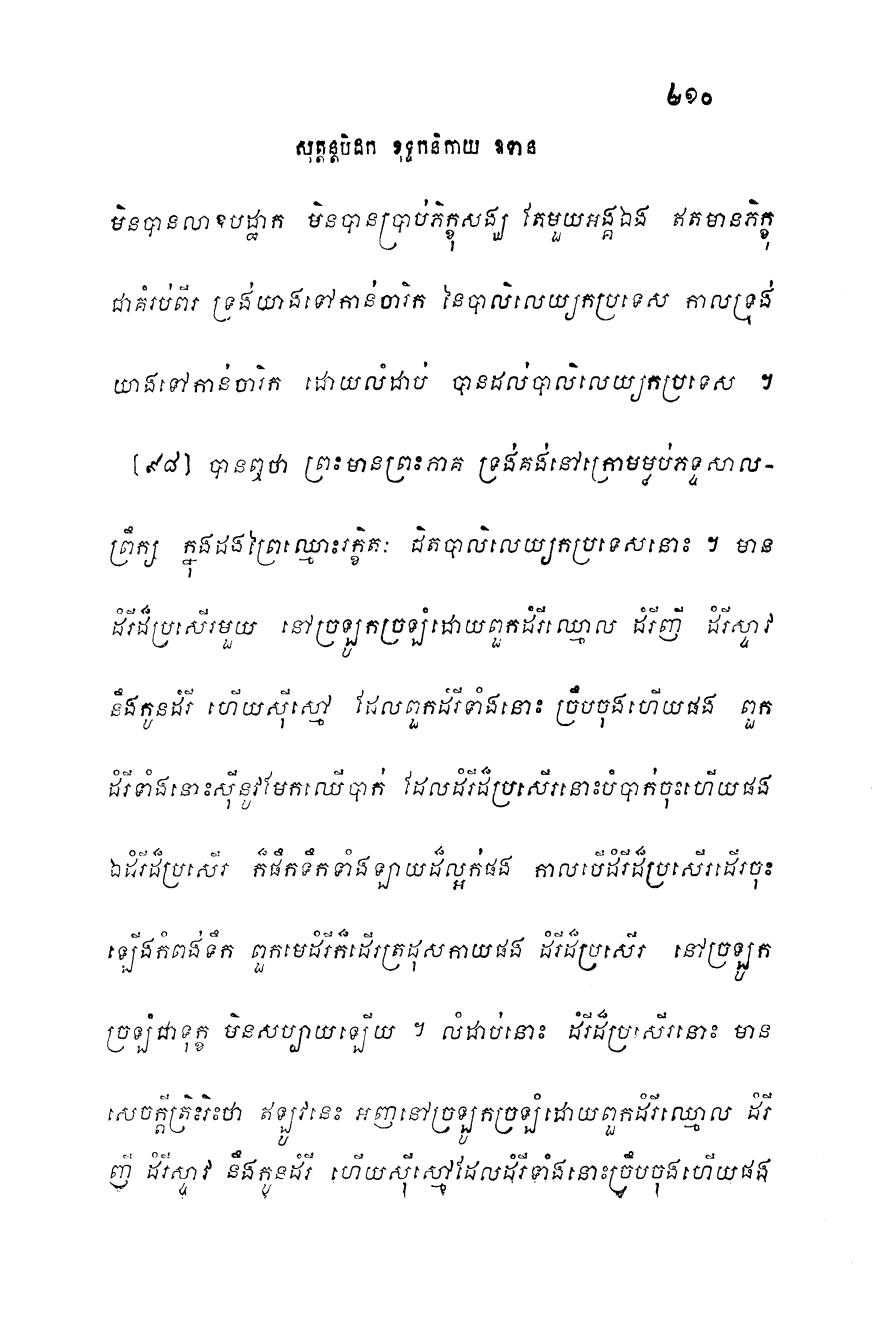 ២១០
សុត្តន្តបិដក ខុទ្ទកនិកាយ ឧទាន
មិនបានលាឧបដ្ឋាក មិនបានប្រាប់ភិក្ខុសង្ឃ តែមួយអង្គឯង ឥតមានភិក្ខុ
ជាគំរប់ពីរ ទ្រង់យាងទៅកាន់ចារិក នៃបាលិលេយ្យកប្រទេស កាលទ្រង់
យាងទៅកាន់ចារិក ដោយលំដាប់ បានដល់បាលិលេយ្យកប្រទេស ។
[៩៨] បានឮថា ព្រះមានព្រះភាគ ទ្រង់គង់នៅក្រោមម្លប់ភទ្ទសាល-
ព្រឹក្ស ក្នុងដងព្រៃឈ្មោះរក្ខិតៈ ជិតបាលិលេយ្យកប្រទេសនោះ ។ មាន
ដំរីដ៏ប្រសើរមួយ នៅច្រឡូកច្រឡំដោយពួកដំរីឈ្មោល ដំរីញី ដំរីស្ទាវ
នឹងកូនដំរី ហើយស៊ីស្មៅ ដែលពួកដំរីទាំងនោះ ច្រឹបចុងហើយផង ពួក
ដំរីទាំងនោះស៊ីនូវមែកឈើបាក់ ដែលដំរីដ៏ប្រសើរនោះបំបាក់ចុះហើយផង
ឯដំរីដ៏ប្រសើរ ក៏ផឹកទឹកទាំងឡាយដ៏ល្អក់ផង កាលបើដំរីដ៏ប្រសើរដើរចុះ
ឡើងកំពង់ទឹក ពួកមេដំរីក៏ដើរត្រដុសកាយផង ដំរីដ៏ប្រសើរ នៅច្រឡូក
ច្រឡំជាទុក្ខ មិនសប្បាយឡើយ ។ លំដាប់នោះ ដំរីដ៏ប្រសើរនោះ មាន
សេចក្តីត្រិះរិះថា ឥឡូវនេះ អញនៅច្រឡូកច្រឡំដោយពួកដំរីឈ្មោល ដំរី
ញី ដំរីស្ទាវ នឹងកូនដំរី ហើយស៊ីស្មៅដែលដំរីទាំងនោះច្រឹបចុងហើយផង